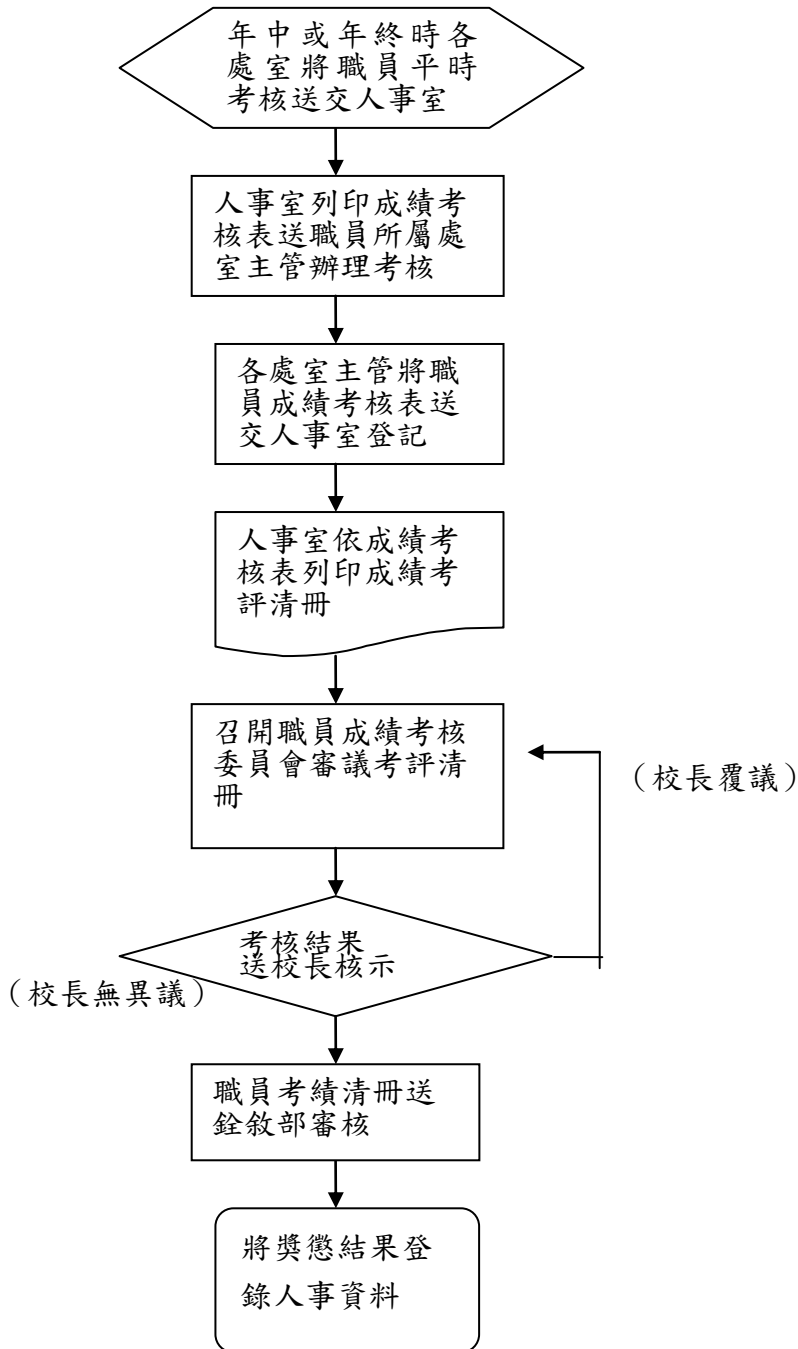 年中或年終時各
處室將職員平時
考核送交人事室
人事室列印成績考
核表送職員所屬處
室主管辦理考核
各處室主管將職
員成績考核表送
交人事室登記
人事室依成績考
核表列印成績考
評清冊
召開職員成績考核
委員會審議考評清
冊
（校長覆議）
考核結果
送校長核示
（校長無異議）
職員考績清冊送
銓敘部審核
將獎懲結果登
錄人事資料